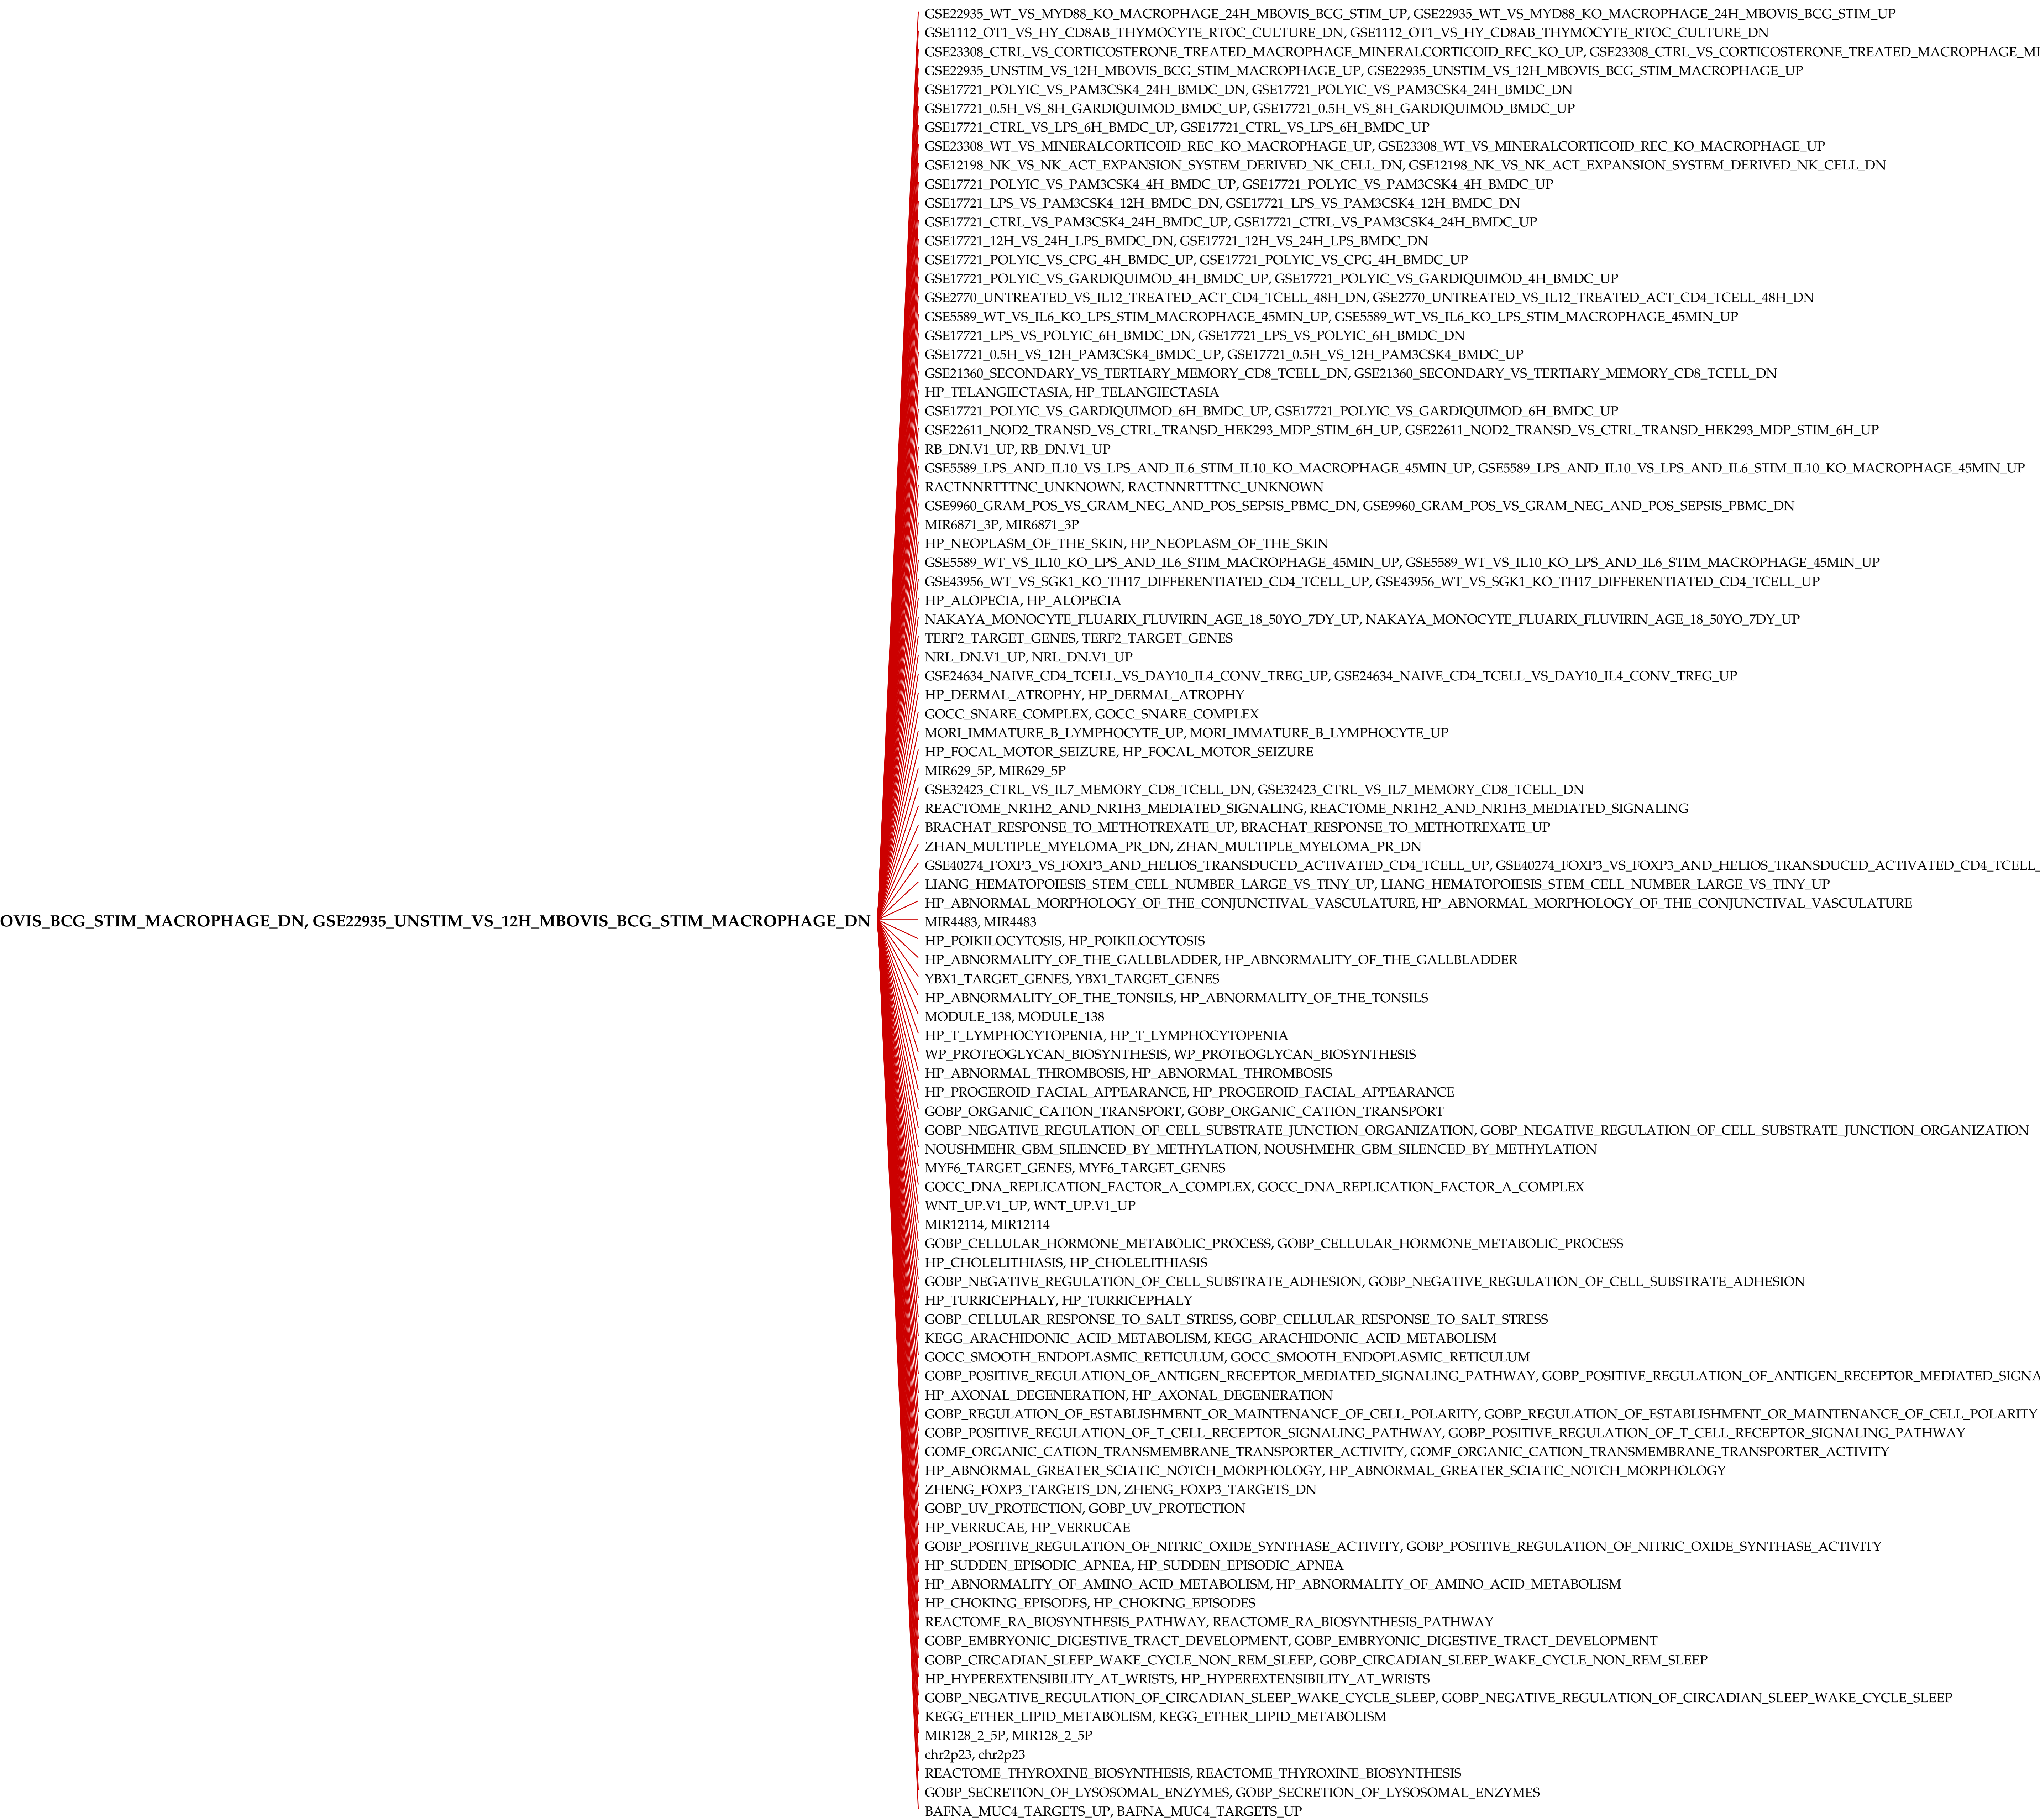 GSE22935_WT_VS_MYD88_KO_MACROPHAGE_24H_MBOVIS_BCG_STIM_UP, GSE22935_WT_VS_MYD88_KO_MACROPHAGE_24H_MBOVIS_BCG_STIM_UP
GSE1112_OT1_VS_HY_CD8AB_THYMOCYTE_RTOC_CULTURE_DN, GSE1112_OT1_VS_HY_CD8AB_THYMOCYTE_RTOC_CULTURE_DN
GSE23308_CTRL_VS_CORTICOSTERONE_TREATED_MACROPHAGE_MINERALCORTICOID_REC_KO_UP, GSE23308_CTRL_VS_CORTICOSTERONE_TREATED_MACROPHAGE_MI
GSE22935_UNSTIM_VS_12H_MBOVIS_BCG_STIM_MACROPHAGE_UP, GSE22935_UNSTIM_VS_12H_MBOVIS_BCG_STIM_MACROPHAGE_UP
GSE17721_POLYIC_VS_PAM3CSK4_24H_BMDC_DN, GSE17721_POLYIC_VS_PAM3CSK4_24H_BMDC_DN
GSE17721_0.5H_VS_8H_GARDIQUIMOD_BMDC_UP, GSE17721_0.5H_VS_8H_GARDIQUIMOD_BMDC_UP
GSE17721_CTRL_VS_LPS_6H_BMDC_UP, GSE17721_CTRL_VS_LPS_6H_BMDC_UP
GSE23308_WT_VS_MINERALCORTICOID_REC_KO_MACROPHAGE_UP, GSE23308_WT_VS_MINERALCORTICOID_REC_KO_MACROPHAGE_UP
GSE12198_NK_VS_NK_ACT_EXPANSION_SYSTEM_DERIVED_NK_CELL_DN, GSE12198_NK_VS_NK_ACT_EXPANSION_SYSTEM_DERIVED_NK_CELL_DN
GSE17721_POLYIC_VS_PAM3CSK4_4H_BMDC_UP, GSE17721_POLYIC_VS_PAM3CSK4_4H_BMDC_UP
GSE17721_LPS_VS_PAM3CSK4_12H_BMDC_DN, GSE17721_LPS_VS_PAM3CSK4_12H_BMDC_DN
GSE17721_CTRL_VS_PAM3CSK4_24H_BMDC_UP, GSE17721_CTRL_VS_PAM3CSK4_24H_BMDC_UP
GSE17721_12H_VS_24H_LPS_BMDC_DN, GSE17721_12H_VS_24H_LPS_BMDC_DN
GSE17721_POLYIC_VS_CPG_4H_BMDC_UP, GSE17721_POLYIC_VS_CPG_4H_BMDC_UP
GSE17721_POLYIC_VS_GARDIQUIMOD_4H_BMDC_UP, GSE17721_POLYIC_VS_GARDIQUIMOD_4H_BMDC_UP
GSE2770_UNTREATED_VS_IL12_TREATED_ACT_CD4_TCELL_48H_DN, GSE2770_UNTREATED_VS_IL12_TREATED_ACT_CD4_TCELL_48H_DN
GSE5589_WT_VS_IL6_KO_LPS_STIM_MACROPHAGE_45MIN_UP, GSE5589_WT_VS_IL6_KO_LPS_STIM_MACROPHAGE_45MIN_UP
GSE17721_LPS_VS_POLYIC_6H_BMDC_DN, GSE17721_LPS_VS_POLYIC_6H_BMDC_DN
GSE17721_0.5H_VS_12H_PAM3CSK4_BMDC_UP, GSE17721_0.5H_VS_12H_PAM3CSK4_BMDC_UP
GSE21360_SECONDARY_VS_TERTIARY_MEMORY_CD8_TCELL_DN, GSE21360_SECONDARY_VS_TERTIARY_MEMORY_CD8_TCELL_DN
HP_TELANGIECTASIA, HP_TELANGIECTASIA
GSE17721_POLYIC_VS_GARDIQUIMOD_6H_BMDC_UP, GSE17721_POLYIC_VS_GARDIQUIMOD_6H_BMDC_UP
GSE22611_NOD2_TRANSD_VS_CTRL_TRANSD_HEK293_MDP_STIM_6H_UP, GSE22611_NOD2_TRANSD_VS_CTRL_TRANSD_HEK293_MDP_STIM_6H_UP
RB_DN.V1_UP, RB_DN.V1_UP
GSE5589_LPS_AND_IL10_VS_LPS_AND_IL6_STIM_IL10_KO_MACROPHAGE_45MIN_UP, GSE5589_LPS_AND_IL10_VS_LPS_AND_IL6_STIM_IL10_KO_MACROPHAGE_45MIN_UP
RACTNNRTTTNC_UNKNOWN, RACTNNRTTTNC_UNKNOWN
GSE9960_GRAM_POS_VS_GRAM_NEG_AND_POS_SEPSIS_PBMC_DN, GSE9960_GRAM_POS_VS_GRAM_NEG_AND_POS_SEPSIS_PBMC_DN
MIR6871_3P, MIR6871_3P
HP_NEOPLASM_OF_THE_SKIN, HP_NEOPLASM_OF_THE_SKIN
GSE5589_WT_VS_IL10_KO_LPS_AND_IL6_STIM_MACROPHAGE_45MIN_UP, GSE5589_WT_VS_IL10_KO_LPS_AND_IL6_STIM_MACROPHAGE_45MIN_UP
GSE43956_WT_VS_SGK1_KO_TH17_DIFFERENTIATED_CD4_TCELL_UP, GSE43956_WT_VS_SGK1_KO_TH17_DIFFERENTIATED_CD4_TCELL_UP
HP_ALOPECIA, HP_ALOPECIA
NAKAYA_MONOCYTE_FLUARIX_FLUVIRIN_AGE_18_50YO_7DY_UP, NAKAYA_MONOCYTE_FLUARIX_FLUVIRIN_AGE_18_50YO_7DY_UP
TERF2_TARGET_GENES, TERF2_TARGET_GENES
NRL_DN.V1_UP, NRL_DN.V1_UP
GSE24634_NAIVE_CD4_TCELL_VS_DAY10_IL4_CONV_TREG_UP, GSE24634_NAIVE_CD4_TCELL_VS_DAY10_IL4_CONV_TREG_UP
HP_DERMAL_ATROPHY, HP_DERMAL_ATROPHY
GOCC_SNARE_COMPLEX, GOCC_SNARE_COMPLEX
MORI_IMMATURE_B_LYMPHOCYTE_UP, MORI_IMMATURE_B_LYMPHOCYTE_UP
HP_FOCAL_MOTOR_SEIZURE, HP_FOCAL_MOTOR_SEIZURE
MIR629_5P, MIR629_5P
GSE32423_CTRL_VS_IL7_MEMORY_CD8_TCELL_DN, GSE32423_CTRL_VS_IL7_MEMORY_CD8_TCELL_DN
REACTOME_NR1H2_AND_NR1H3_MEDIATED_SIGNALING, REACTOME_NR1H2_AND_NR1H3_MEDIATED_SIGNALING
BRACHAT_RESPONSE_TO_METHOTREXATE_UP, BRACHAT_RESPONSE_TO_METHOTREXATE_UP
ZHAN_MULTIPLE_MYELOMA_PR_DN, ZHAN_MULTIPLE_MYELOMA_PR_DN
GSE40274_FOXP3_VS_FOXP3_AND_HELIOS_TRANSDUCED_ACTIVATED_CD4_TCELL_UP, GSE40274_FOXP3_VS_FOXP3_AND_HELIOS_TRANSDUCED_ACTIVATED_CD4_TCELL_
LIANG_HEMATOPOIESIS_STEM_CELL_NUMBER_LARGE_VS_TINY_UP, LIANG_HEMATOPOIESIS_STEM_CELL_NUMBER_LARGE_VS_TINY_UP
HP_ABNORMAL_MORPHOLOGY_OF_THE_CONJUNCTIVAL_VASCULATURE, HP_ABNORMAL_MORPHOLOGY_OF_THE_CONJUNCTIVAL_VASCULATURE
OVIS_BCG_STIM_MACROPHAGE_DN, GSE22935_UNSTIM_VS_12H_MBOVIS_BCG_STIM_MACROPHAGE_DN
MIR4483, MIR4483
HP_POIKILOCYTOSIS, HP_POIKILOCYTOSIS
HP_ABNORMALITY_OF_THE_GALLBLADDER, HP_ABNORMALITY_OF_THE_GALLBLADDER
YBX1_TARGET_GENES, YBX1_TARGET_GENES
HP_ABNORMALITY_OF_THE_TONSILS, HP_ABNORMALITY_OF_THE_TONSILS
MODULE_138, MODULE_138
HP_T_LYMPHOCYTOPENIA, HP_T_LYMPHOCYTOPENIA
WP_PROTEOGLYCAN_BIOSYNTHESIS, WP_PROTEOGLYCAN_BIOSYNTHESIS
HP_ABNORMAL_THROMBOSIS, HP_ABNORMAL_THROMBOSIS
HP_PROGEROID_FACIAL_APPEARANCE, HP_PROGEROID_FACIAL_APPEARANCE
GOBP_ORGANIC_CATION_TRANSPORT, GOBP_ORGANIC_CATION_TRANSPORT
GOBP_NEGATIVE_REGULATION_OF_CELL_SUBSTRATE_JUNCTION_ORGANIZATION, GOBP_NEGATIVE_REGULATION_OF_CELL_SUBSTRATE_JUNCTION_ORGANIZATION
NOUSHMEHR_GBM_SILENCED_BY_METHYLATION, NOUSHMEHR_GBM_SILENCED_BY_METHYLATION
MYF6_TARGET_GENES, MYF6_TARGET_GENES
GOCC_DNA_REPLICATION_FACTOR_A_COMPLEX, GOCC_DNA_REPLICATION_FACTOR_A_COMPLEX
WNT_UP.V1_UP, WNT_UP.V1_UP
MIR12114, MIR12114
GOBP_CELLULAR_HORMONE_METABOLIC_PROCESS, GOBP_CELLULAR_HORMONE_METABOLIC_PROCESS
HP_CHOLELITHIASIS, HP_CHOLELITHIASIS
GOBP_NEGATIVE_REGULATION_OF_CELL_SUBSTRATE_ADHESION, GOBP_NEGATIVE_REGULATION_OF_CELL_SUBSTRATE_ADHESION
HP_TURRICEPHALY, HP_TURRICEPHALY
GOBP_CELLULAR_RESPONSE_TO_SALT_STRESS, GOBP_CELLULAR_RESPONSE_TO_SALT_STRESS
KEGG_ARACHIDONIC_ACID_METABOLISM, KEGG_ARACHIDONIC_ACID_METABOLISM
GOCC_SMOOTH_ENDOPLASMIC_RETICULUM, GOCC_SMOOTH_ENDOPLASMIC_RETICULUM
GOBP_POSITIVE_REGULATION_OF_ANTIGEN_RECEPTOR_MEDIATED_SIGNALING_PATHWAY, GOBP_POSITIVE_REGULATION_OF_ANTIGEN_RECEPTOR_MEDIATED_SIGNA
HP_AXONAL_DEGENERATION, HP_AXONAL_DEGENERATION
GOBP_REGULATION_OF_ESTABLISHMENT_OR_MAINTENANCE_OF_CELL_POLARITY, GOBP_REGULATION_OF_ESTABLISHMENT_OR_MAINTENANCE_OF_CELL_POLARITY
GOBP_POSITIVE_REGULATION_OF_T_CELL_RECEPTOR_SIGNALING_PATHWAY, GOBP_POSITIVE_REGULATION_OF_T_CELL_RECEPTOR_SIGNALING_PATHWAY
GOMF_ORGANIC_CATION_TRANSMEMBRANE_TRANSPORTER_ACTIVITY, GOMF_ORGANIC_CATION_TRANSMEMBRANE_TRANSPORTER_ACTIVITY
HP_ABNORMAL_GREATER_SCIATIC_NOTCH_MORPHOLOGY, HP_ABNORMAL_GREATER_SCIATIC_NOTCH_MORPHOLOGY
ZHENG_FOXP3_TARGETS_DN, ZHENG_FOXP3_TARGETS_DN
GOBP_UV_PROTECTION, GOBP_UV_PROTECTION
HP_VERRUCAE, HP_VERRUCAE
GOBP_POSITIVE_REGULATION_OF_NITRIC_OXIDE_SYNTHASE_ACTIVITY, GOBP_POSITIVE_REGULATION_OF_NITRIC_OXIDE_SYNTHASE_ACTIVITY
HP_SUDDEN_EPISODIC_APNEA, HP_SUDDEN_EPISODIC_APNEA
HP_ABNORMALITY_OF_AMINO_ACID_METABOLISM, HP_ABNORMALITY_OF_AMINO_ACID_METABOLISM
HP_CHOKING_EPISODES, HP_CHOKING_EPISODES
REACTOME_RA_BIOSYNTHESIS_PATHWAY, REACTOME_RA_BIOSYNTHESIS_PATHWAY
GOBP_EMBRYONIC_DIGESTIVE_TRACT_DEVELOPMENT, GOBP_EMBRYONIC_DIGESTIVE_TRACT_DEVELOPMENT
GOBP_CIRCADIAN_SLEEP_WAKE_CYCLE_NON_REM_SLEEP, GOBP_CIRCADIAN_SLEEP_WAKE_CYCLE_NON_REM_SLEEP
HP_HYPEREXTENSIBILITY_AT_WRISTS, HP_HYPEREXTENSIBILITY_AT_WRISTS
GOBP_NEGATIVE_REGULATION_OF_CIRCADIAN_SLEEP_WAKE_CYCLE_SLEEP, GOBP_NEGATIVE_REGULATION_OF_CIRCADIAN_SLEEP_WAKE_CYCLE_SLEEP
KEGG_ETHER_LIPID_METABOLISM, KEGG_ETHER_LIPID_METABOLISM
MIR128_2_5P, MIR128_2_5P
chr2p23, chr2p23
REACTOME_THYROXINE_BIOSYNTHESIS, REACTOME_THYROXINE_BIOSYNTHESIS
GOBP_SECRETION_OF_LYSOSOMAL_ENZYMES, GOBP_SECRETION_OF_LYSOSOMAL_ENZYMES
BAFNA_MUC4_TARGETS_UP, BAFNA_MUC4_TARGETS_UP